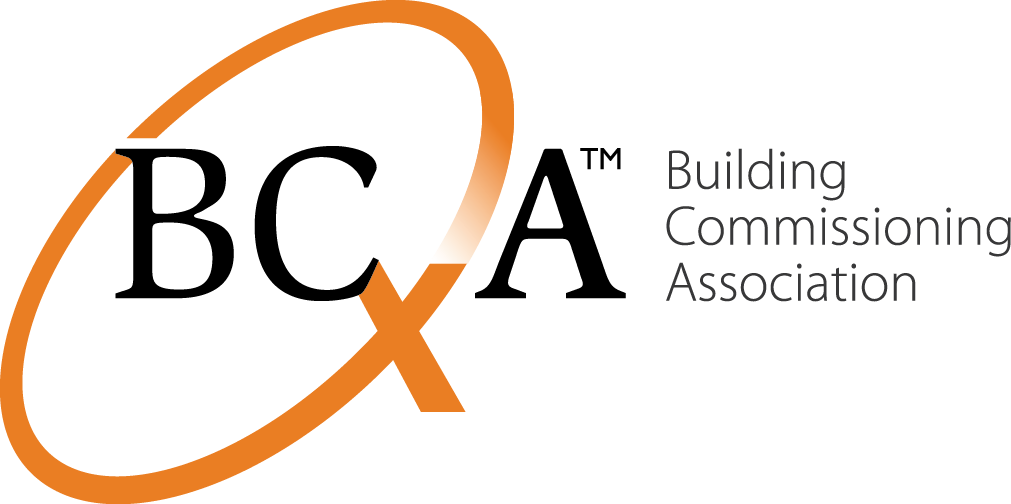 BCxA™
Building
Commissioning
Association